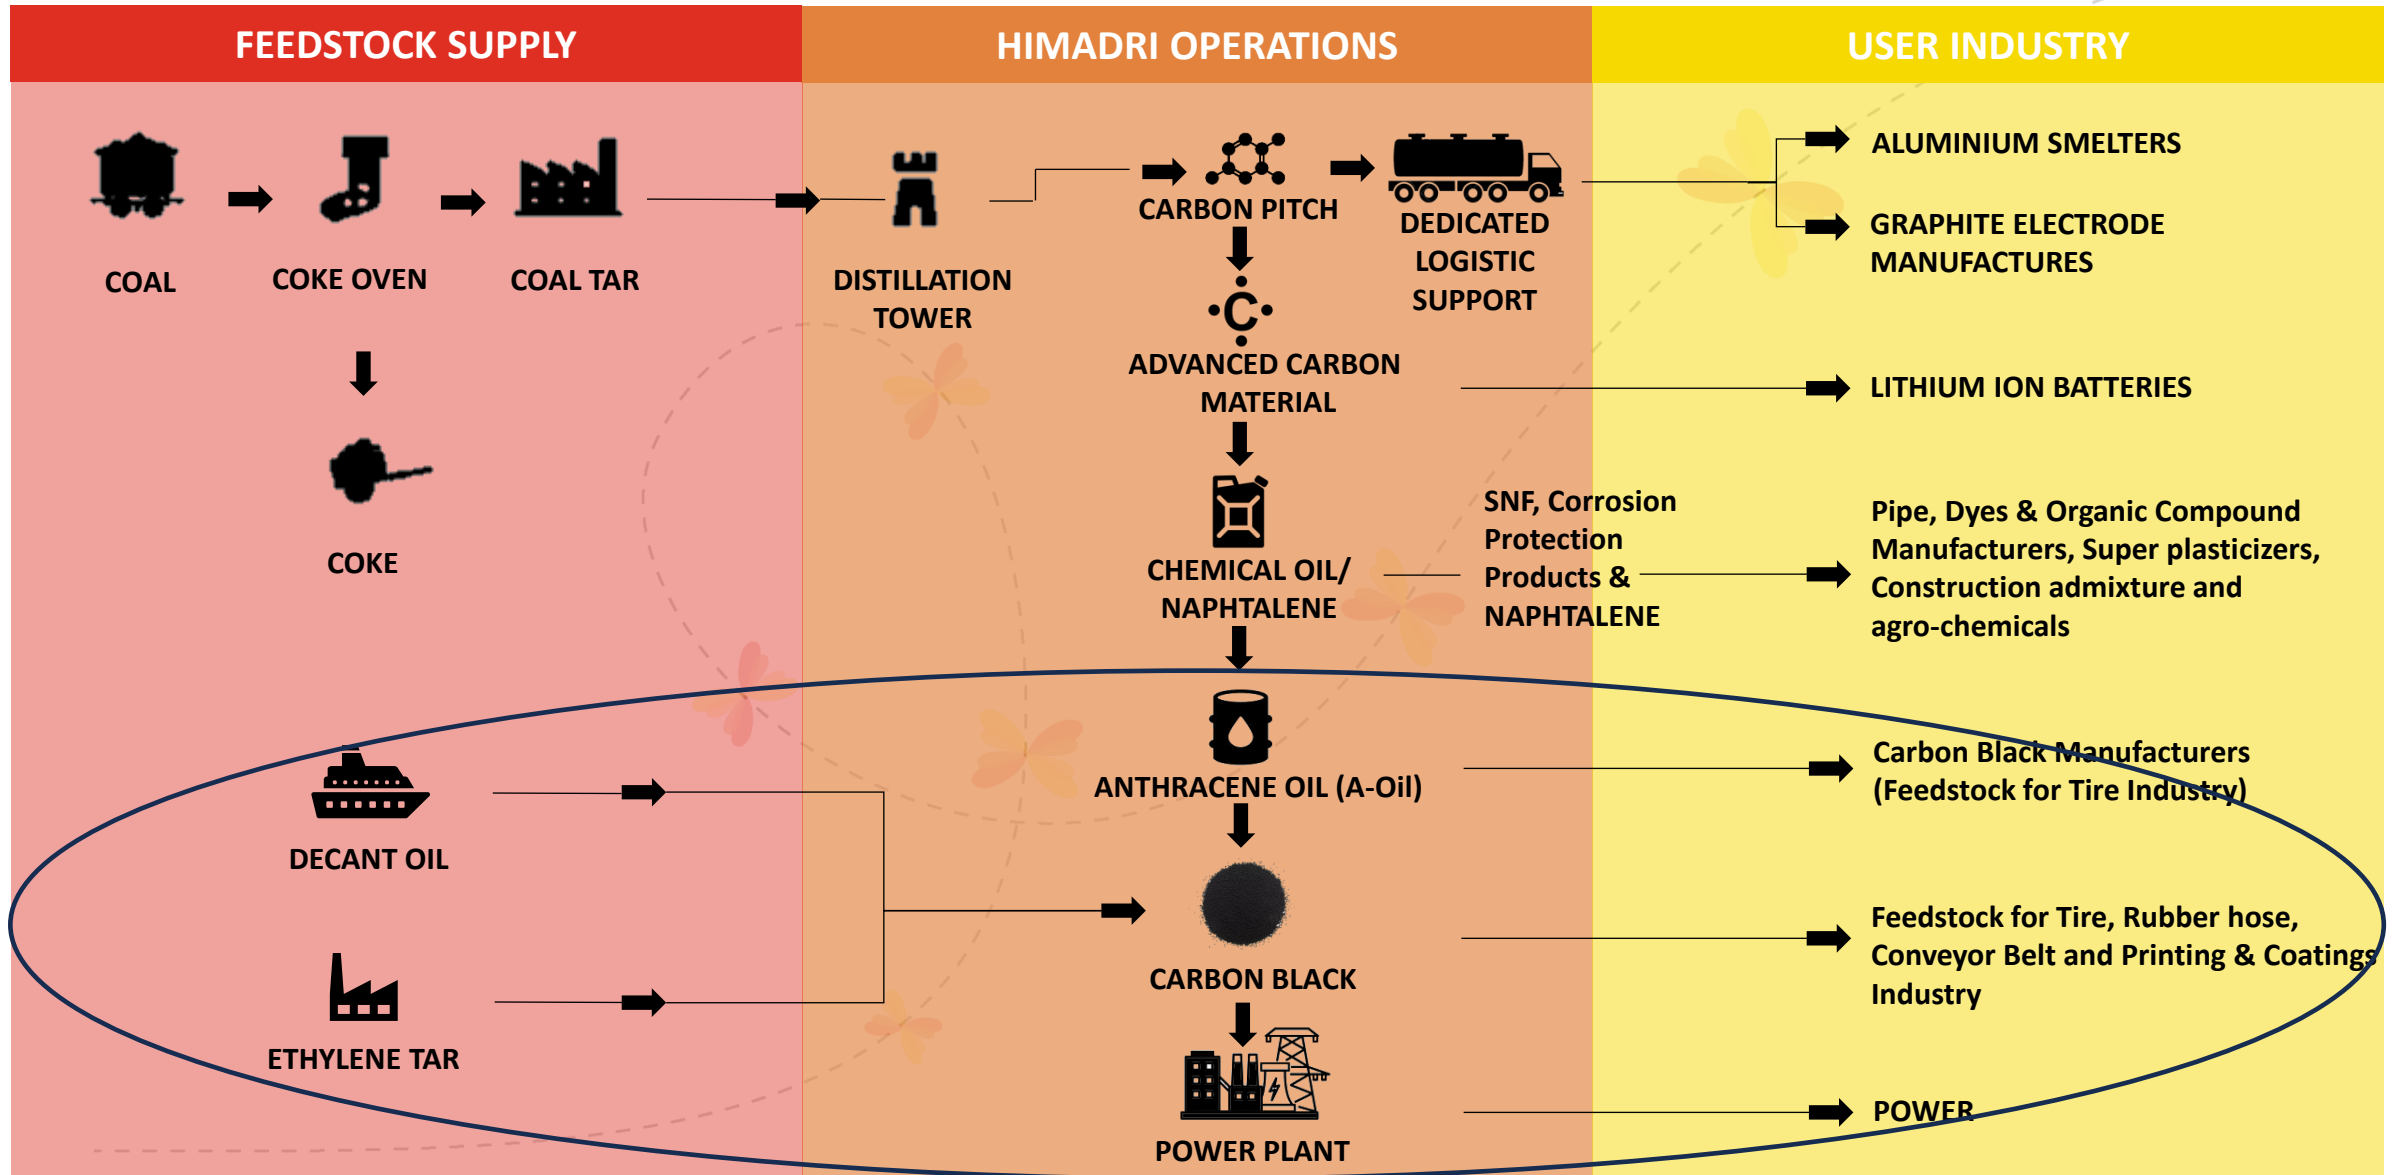 FEEDSTOCK SUPPLY
HIMADRI OPERATIONS
USER INDUSTRY
COAL
COKE OVEN
COAL TAR
COKE
DISTILLATION
TOWER
CARBON PITCH
DEDICATED
LOGISTIC
SUPPORT
ALUMINIUM SMELTERS
GRAPHITE ELECTRODE
MANUFACTURES
C
ADVANCED CARBON
MATERIAL
LITHIUM ION BATTERIES
CHEMICAL OIL/
NAPHTALENE
SNF, Corrosion
Protection
Products &
NAPHTALENE
Pipe, Dyes & Organic Compound
Manufacturers, Super plasticizers,
Construction admixture and
agro-chemicals
DECANT OIL
ETHYLENE TAR
ANTHRACENE OIL (A-Oil)
Carbon Black Manufacturers
(Feedstock for Tire Industry)
CARBON BLACK
Feedstock for Tire, Rubber hose,
Conveyor Belt and Printing & Coatings
Industry
POWER PLANT
POWER